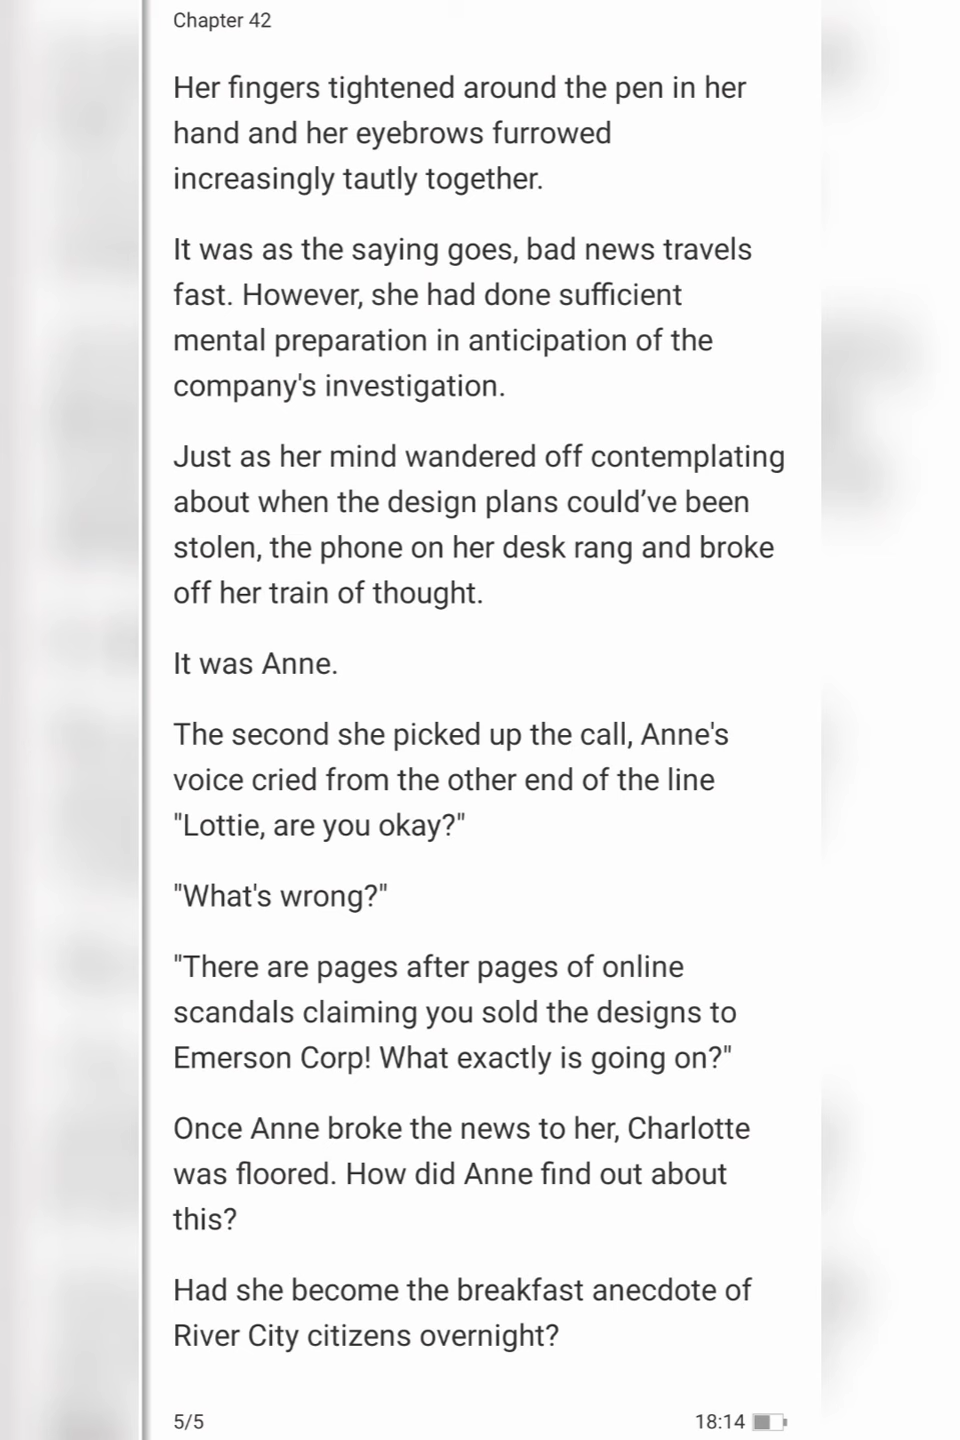 Chapter 42
Her fingers tightened around the pen in her
hand and her eyebrows furrowed
increasingly tautly together.
It was as the saying goes, bad news travels
fast. However, she had done sufficient
mental preparation in anticipation of the
company's investigation.
Just as her mind wandered off contemplating
about when the design plans could’ve been
stolen, the phone on her desk rang and broke
off her train of thought.
It was Anne.
The second she picked up the call, Anne's
voice cried from the other end of the line
"Lottie, are you okay?"
"What's wrong?"
"There are pages after pages of online
scandals claiming you sold the designs to
Emerson Corp! What exactly is going on?"
Once Anne broke the news to her, Charlotte
was floored. How did Anne find out about
this?
Had she become the breakfast anecdote of
River City citizens overnight?
5/5 18:14